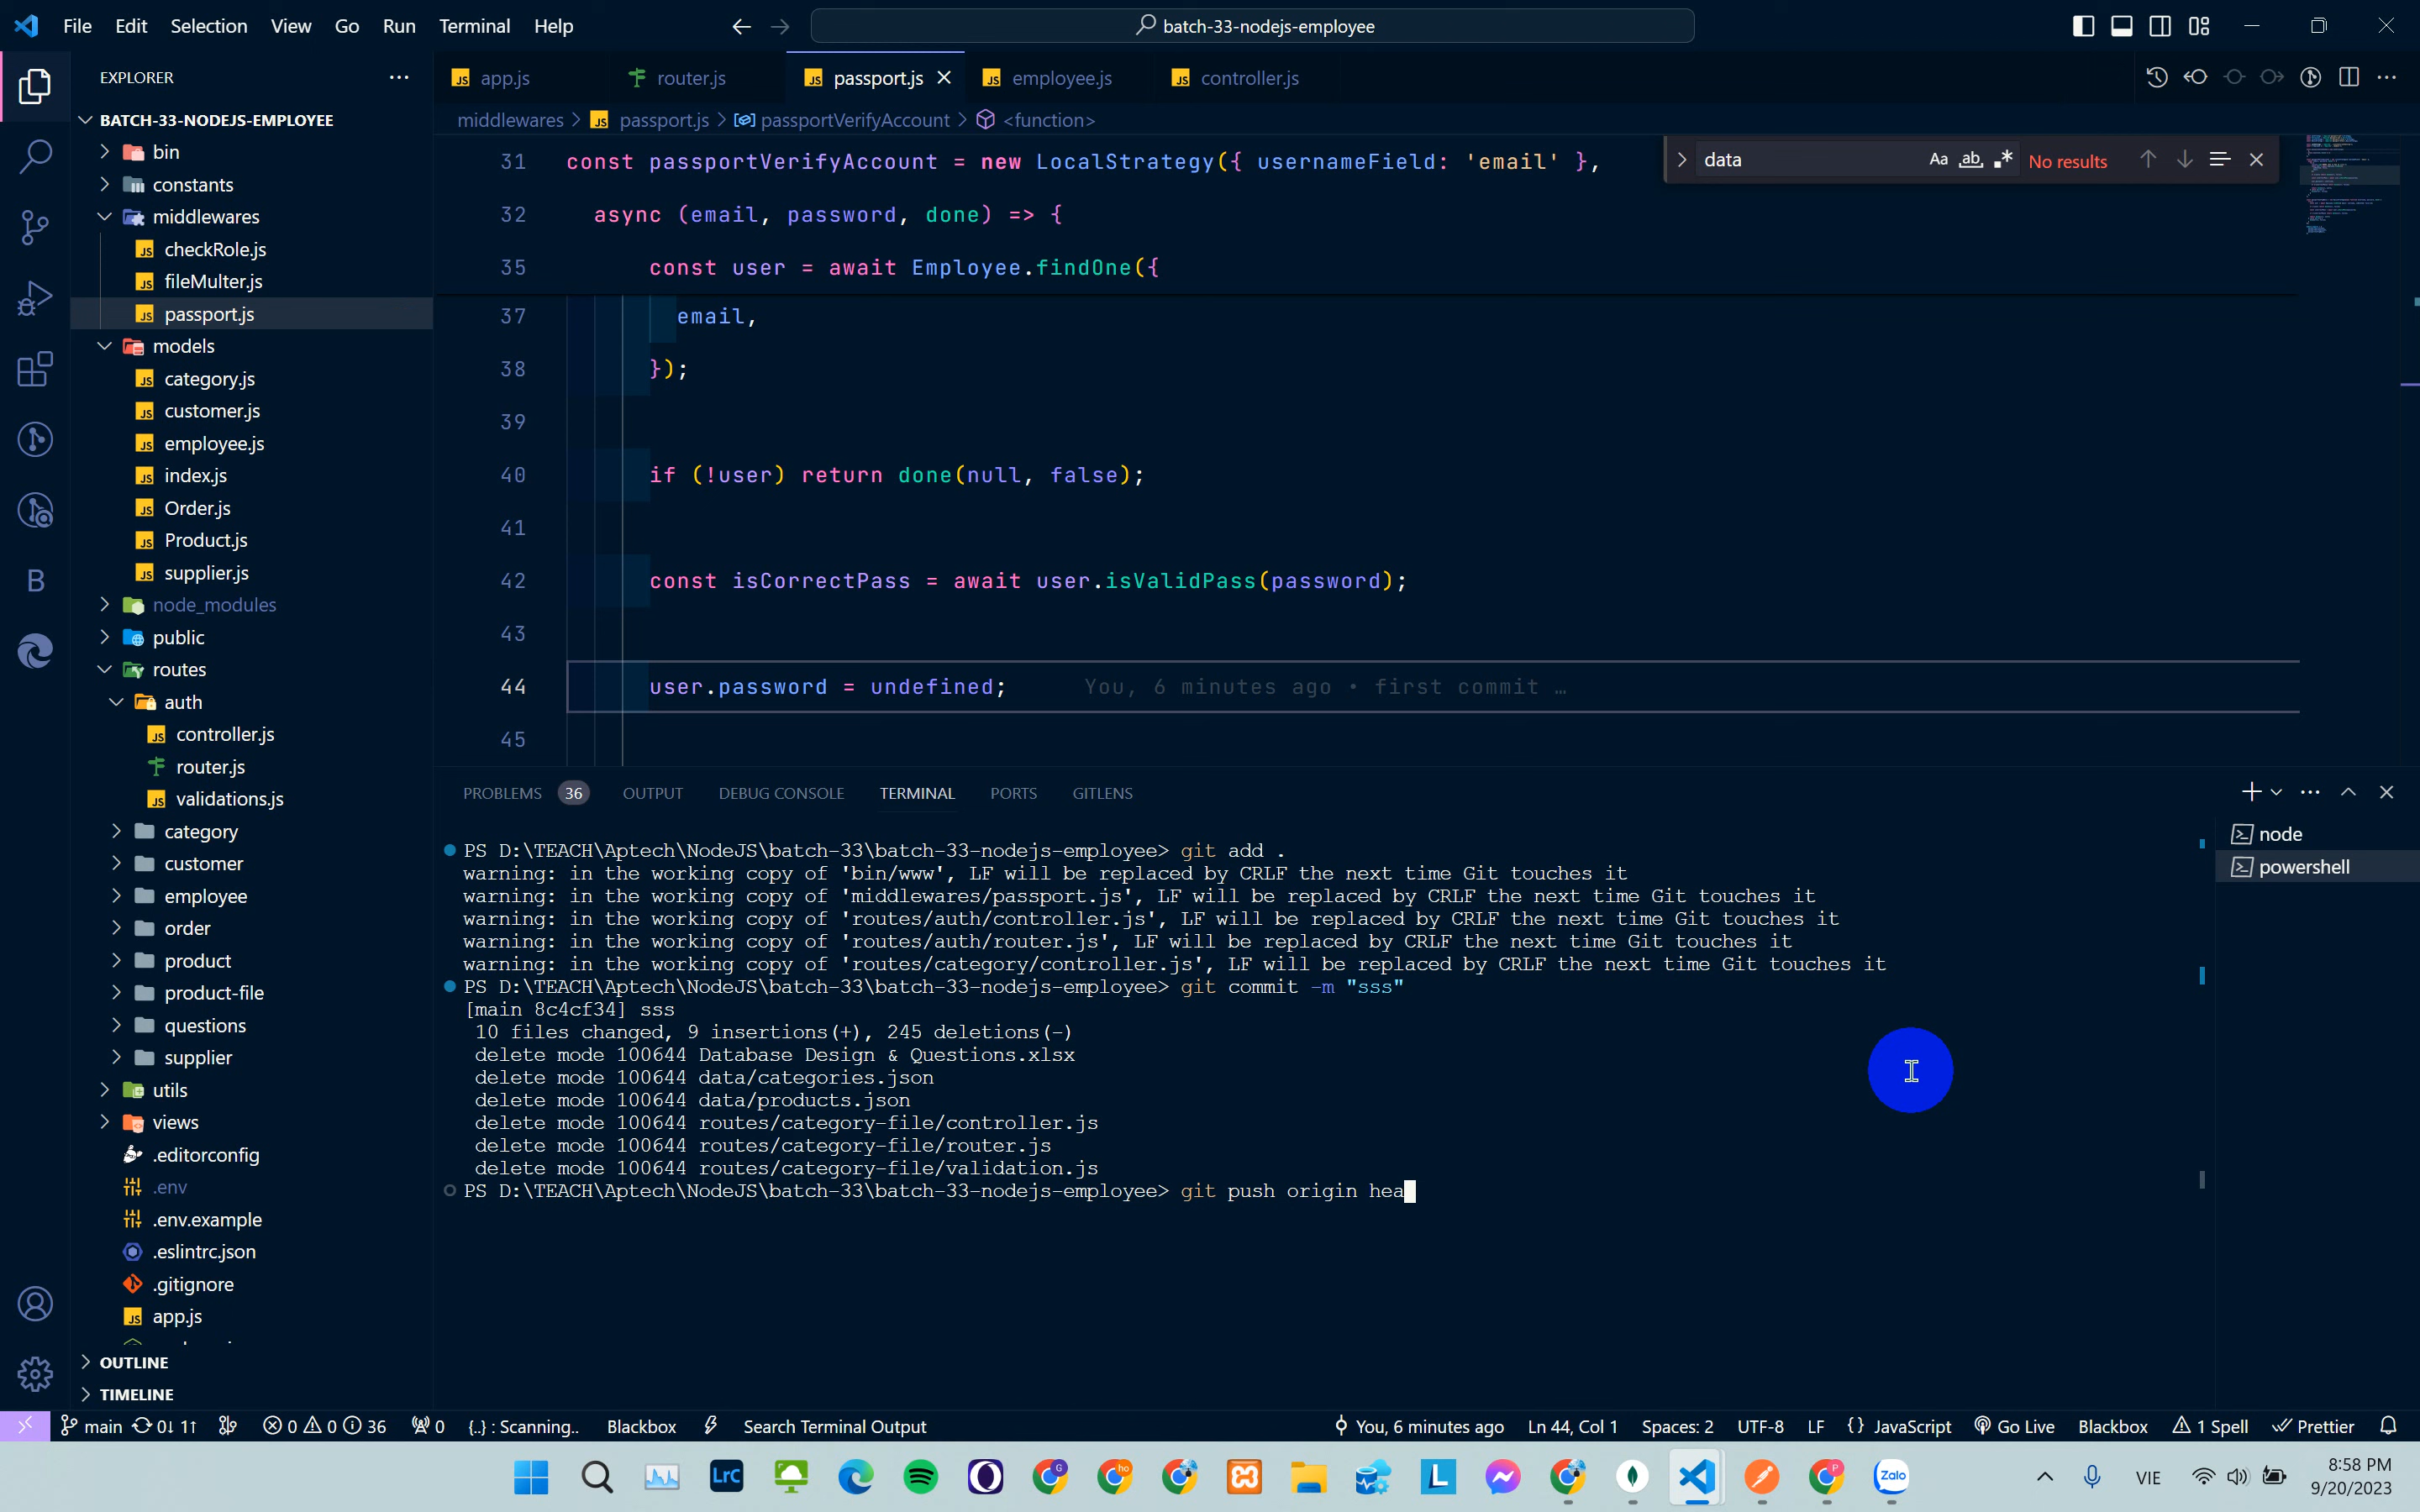 File Edit Selection View Go Run Terminal Help
batch-33-nodejs-employee
EXPLORER
BATCH-33-NODEJS-EMPLOYEE
bin
constants
middlewares
checkRole.js
fileMulter.js
passport.js
models
category.js
customer.js
employee.js
index.js
Order.js
Product.js
supplier.js
node_modules
public
routes
auth
controller.js
router.js
validations.js
category
customer
employee
order
product
product-file
questions
supplier
utils
views
.editorconfig
.env
.env.example
.eslintrc.json
.gitignore
app.js
OUTLINE
TIMELINE
app.js router.js passport.js employee.js controller.js
middlewares > passport.js > passportVerifyAccount > <function>
data Aa ab No results
31 const passportVerifyAccount = new LocalStrategy({ usernameField: 'email' },
32 async (email, password, done) => {
35 const user = await Employee.findOne({
37 email,
38 });
39
40 if (!user) return done(null, false);
41
42 const isCorrectPass = await user.isValidPass(password);
43
44 user.password = undefined; You, 6 minutes ago • first commit …
45
PROBLEMS 36 OUTPUT DEBUG CONSOLE TERMINAL PORTS GITLENS
node
powershell
PS D:\TEACH\Aptech\NodeJS\batch-33\batch-33-nodejs-employee> git add .
warning: in the working copy of 'bin/www', LF will be replaced by CRLF the next time Git touches it
warning: in the working copy of 'middlewares/passport.js', LF will be replaced by CRLF the next time Git touches it
warning: in the working copy of 'routes/auth/controller.js', LF will be replaced by CRLF the next time Git touches it
warning: in the working copy of 'routes/auth/router.js', LF will be replaced by CRLF the next time Git touches it
warning: in the working copy of 'routes/category/controller.js', LF will be replaced by CRLF the next time Git touches it
PS D:\TEACH\Aptech\NodeJS\batch-33\batch-33-nodejs-employee> git commit -m "sss"
[main 8c4cf34] sss
10 files changed, 9 insertions(+), 245 deletions(-)
delete mode 100644 Database Design & Questions.xlsx
delete mode 100644 data/categories.json
delete mode 100644 data/products.json
delete mode 100644 routes/category-file/controller.js
delete mode 100644 routes/category-file/router.js
delete mode 100644 routes/category-file/validation.js
PS D:\TEACH\Aptech\NodeJS\batch-33\batch-33-nodejs-employee> git push origin hea
main 0↓ 1↑ 0 0 36 0 {..} : Scanning.. Blackbox Search Terminal Output You, 6 minutes ago Ln 44, Col 1 Spaces: 2 UTF-8 LF {} JavaScript Go Live Blackbox 1 Spell Prettier
LrC G ho L P Zalo VIE 8:58 PM
9/20/2023